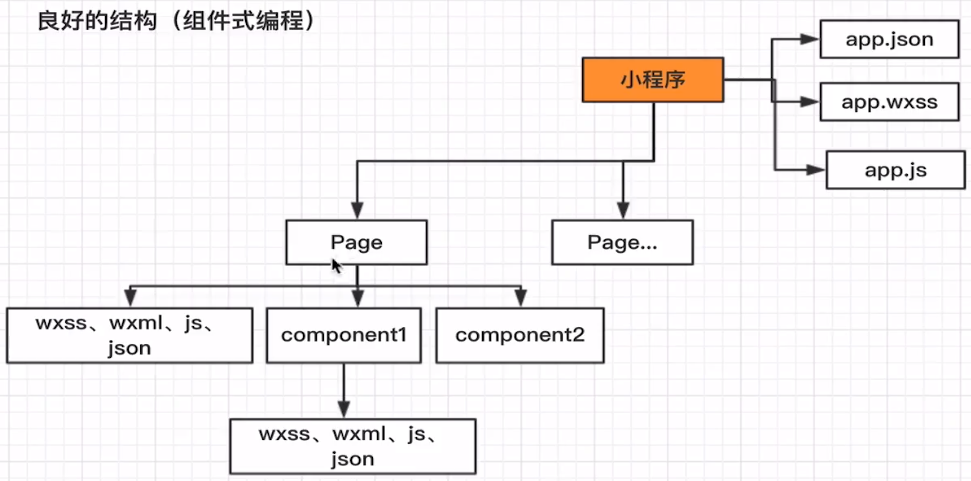 良好的结构（组件式编程）
小程序
app.json
app.wxss
app.js
Page
Page...
wxss、wxml、js、
json
component1
component2
wxss、wxml、js、
json